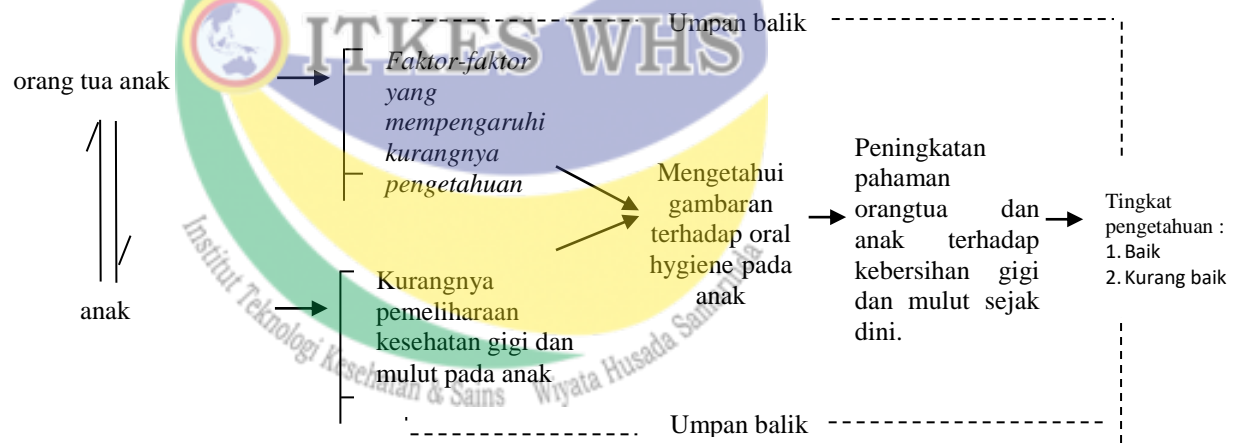 Umpan balik
ITKES WHS
orang tua anak
Faktor-faktor
yang
mempengaruhi
kurangnya
pengetahuan
Mengetahui
gambaran
terhadap oral
hygiene pada
anak
Peningkatan
pahaman
orangtua dan
anak terhadap
kebersihan gigi
dan mulut sejak
dini.
Tingkat
pengetahuan :
1. Baik
2. Kurang baik
anak
Kurangnya
pemeliharaan
kesehatan gigi dan
mulut pada anak
Institut Teknologi Kesehatan & Sains Wiyata Husada Samarinda
Umpan balik